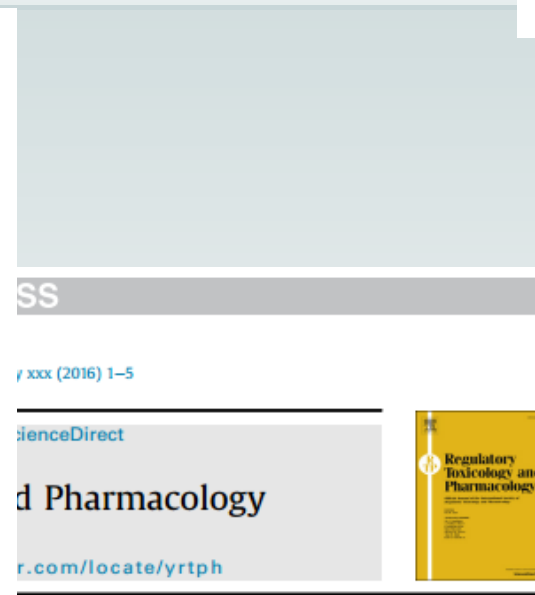 SS
y xxx (2016) 1–5
cienceDirect
d Pharmacology
r.com/locate/yrtph
Regulatory
Toxicology and
Pharmacology